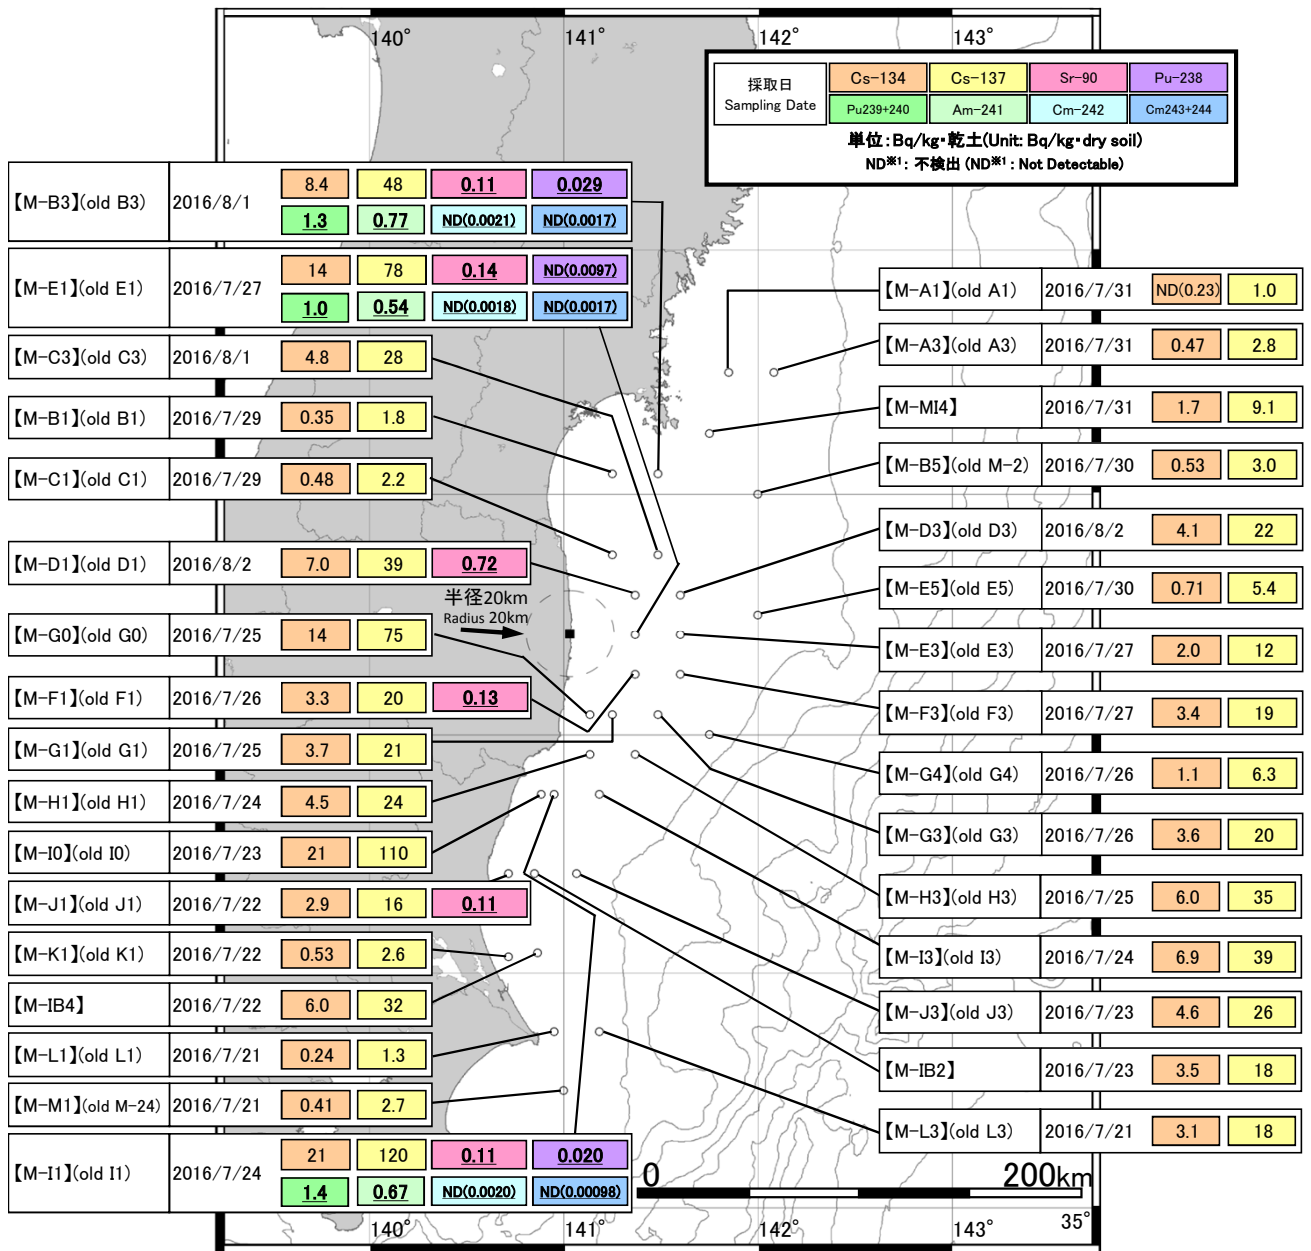 140° 141° 142° 143°
採取日
Sampling Date
Cs-134 Cs-137 Sr-90 Pu-238
Pu239+240 Am-241 Cm-242 Cm243+244
単位:Bq/kg・乾土(Unit: Bq/kg・dry soil)
ND※1: 不検出 (ND※1: Not Detectable)
【M-B3】(old B3) 2016/8/1 8.4 48 0.11 0.029
1.3 0.77 ND(0.0021) ND(0.0017)
【M-E1】(old E1) 2016/7/27 14 78 0.14 ND(0.0097)
1.0 0.54 ND(0.0018) ND(0.0017)
【M-C3】(old C3) 2016/8/1 4.8 28
【M-B1】(old B1) 2016/7/29 0.35 1.8
【M-C1】(old C1) 2016/7/29 0.48 2.2
【M-D1】(old D1) 2016/8/2 7.0 39 0.72
半径20km
Radius 20km
【M-G0】(old G0) 2016/7/25 14 75
【M-F1】(old F1) 2016/7/26 3.3 20 0.13
【M-G1】(old G1) 2016/7/25 3.7 21
【M-H1】(old H1) 2016/7/24 4.5 24
【M-I0】(old I0) 2016/7/23 21 110
【M-J1】(old J1) 2016/7/22 2.9 16 0.11
【M-K1】(old K1) 2016/7/22 0.53 2.6
【M-IB4】 2016/7/22 6.0 32
【M-L1】(old L1) 2016/7/21 0.24 1.3
【M-M1】(old M-24) 2016/7/21 0.41 2.7
【M-I1】(old I1) 2016/7/24 21 120 0.11 0.020
1.4 0.67 ND(0.0020) ND(0.00098)
【M-A1】(old A1) 2016/7/31 ND(0.23) 1.0
【M-A3】(old A3) 2016/7/31 0.47 2.8
【M-MI4】 2016/7/31 1.7 9.1
【M-B5】(old M-2) 2016/7/30 0.53 3.0
【M-D3】(old D3) 2016/8/2 4.1 22
【M-E5】(old E5) 2016/7/30 0.71 5.4
【M-E3】(old E3) 2016/7/27 2.0 12
【M-F3】(old F3) 2016/7/27 3.4 19
【M-G4】(old G4) 2016/7/26 1.1 6.3
【M-G3】(old G3) 2016/7/26 3.6 20
【M-H3】(old H3) 2016/7/25 6.0 35
【M-I3】(old I3) 2016/7/24 6.9 39
【M-J3】(old J3) 2016/7/23 4.6 26
【M-IB2】 2016/7/23 3.5 18
【M-L3】(old L3) 2016/7/21 3.1 18
0 200km
35°
140° 141° 142° 143°